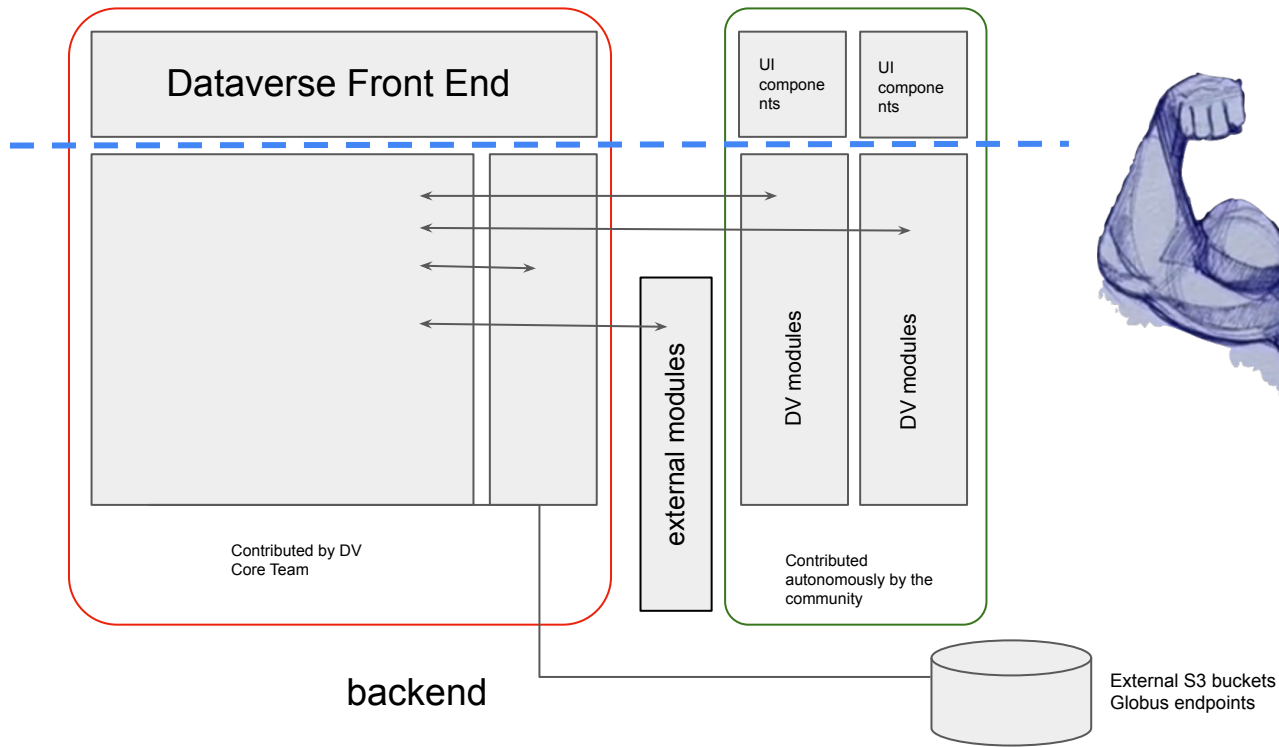 Dataverse Front End
UI
compone
nts
UI
compone
nts
external modules
DV modules
DV modules
Contributed by DV
Core Team
Contributed
autonomously by the
community
backend
External S3 buckets
Globus endpoints